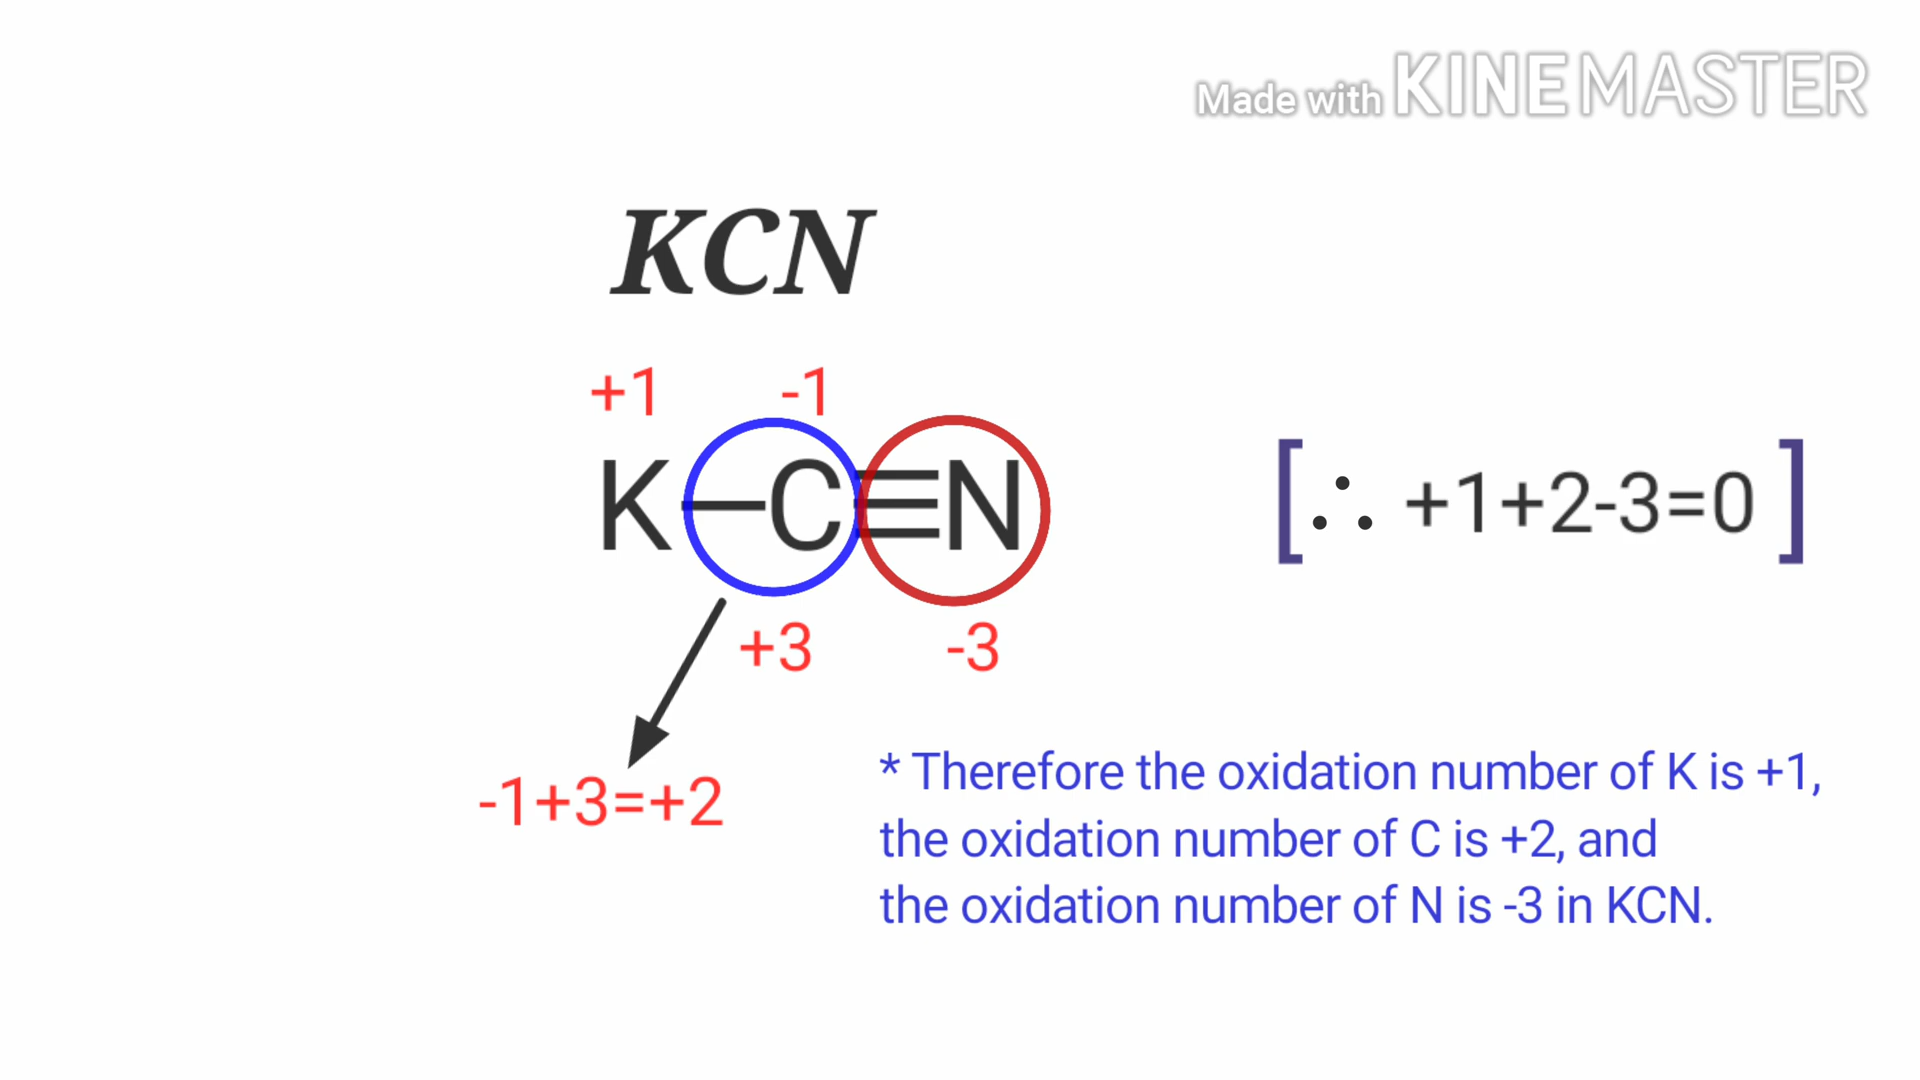 Made with KINEMASTER
KCN
+1 -1
K-C≡N
[∴ +1+2-3=0]
+3 -3
-1+3=+2
* Therefore the oxidation number of K is +1,
the oxidation number of C is +2, and
the oxidation number of N is -3 in KCN.